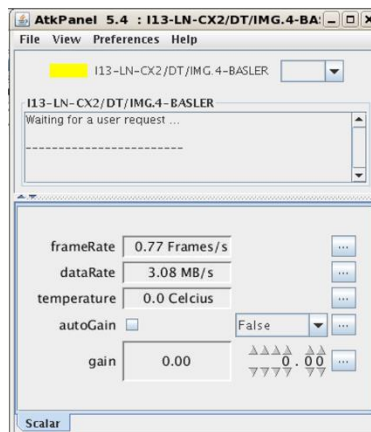 AtkPanel 5.4 : I13-LN-CX2/DT/IMG.4-BA
File View Preferences Help
I13-LN-CX2/DT/IMG.4-BASLER
I13-LN-CX2/DT/IMG.4-BASLER
Waiting for a user request ...
------------------------
frameRate 0.77 Frames/s ...
dataRate 3.08 MB/s ...
temperature 0.0 Celcius ...
autoGain False ...
gain 0.00 0.00 ...
Scalar